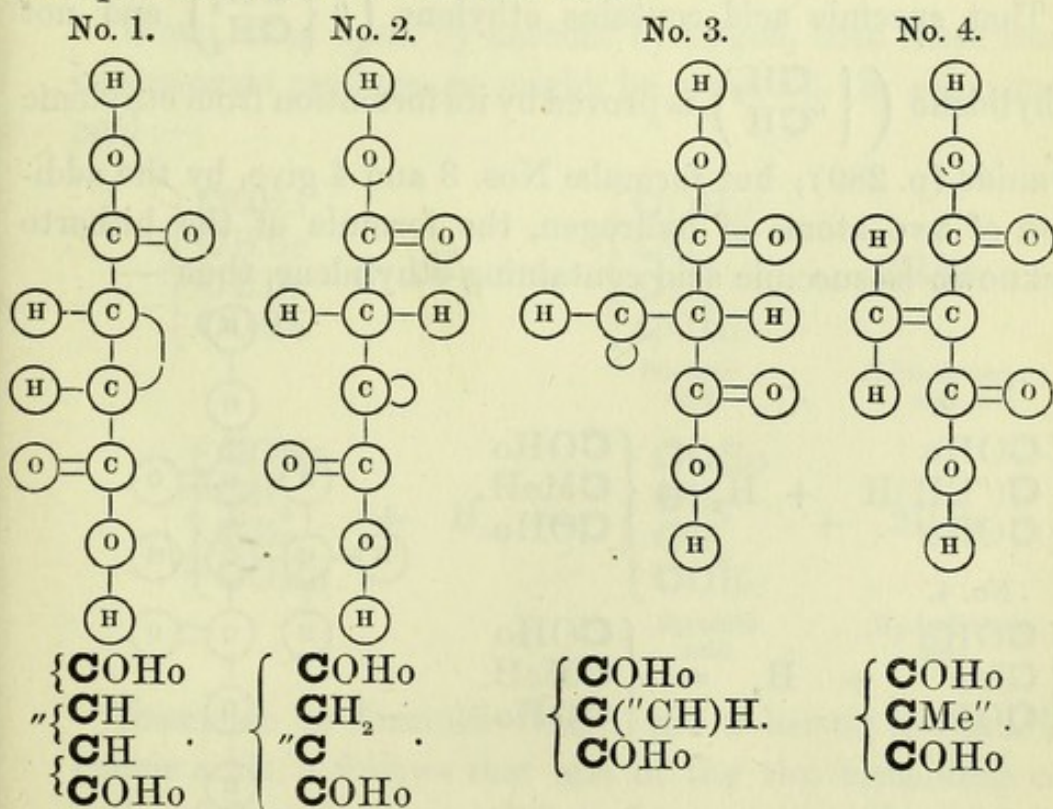 No. 1. No. 2. No. 3. No. 4.
H H H H
O O O O
C=O C=O C=O H C=O
H-C H-C-H H-C-C-H C=C
H-C C C=O H C=O
O=C O=C O O
O O H H
H H
{COHo { COHo {COHo {COHo
"{CH CH₂ C("CH)H. CMe".
{CH . "C . COHo COHo
{COHo COHo